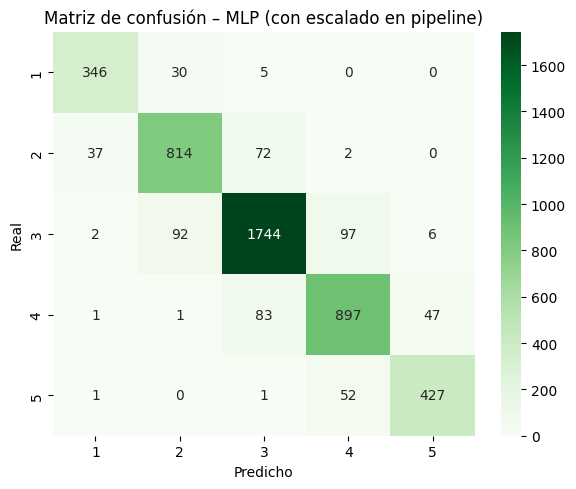 Matriz de confusión – MLP (con escalado en pipeline)
1 346 30 5 0 0
2 37 814 72 2 0
3 2 92 1744 97 6
4 1 1 83 897 47
5 1 0 1 52 427
1 2 3 4 5
Real
Predicho
1600
1400
1200
1000
800
600
400
200
0